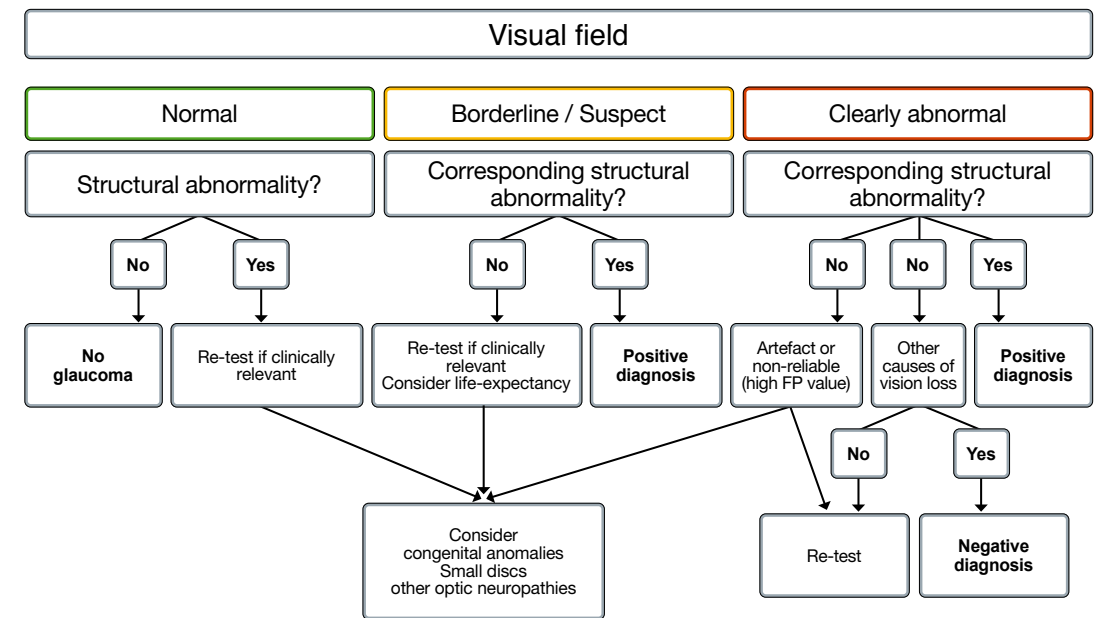 Visual field
Normal
Borderline / Suspect
Clearly abnormal
Structural abnormality?
Corresponding structural
abnormality?
Corresponding structural
abnormality?
No
Yes
No
Yes
No
No
Yes
No
glaucoma
Re-test if clinically
relevant
Re-test if clinically
relevant
Consider life-expectancy
Positive
diagnosis
Artefact or
non-reliable
(high FP value)
Other
causes of
vision loss
Positive
diagnosis
No
Yes
Consider
congenital anomalies
Small discs
other optic neuropathies
Re-test
Negative
diagnosis